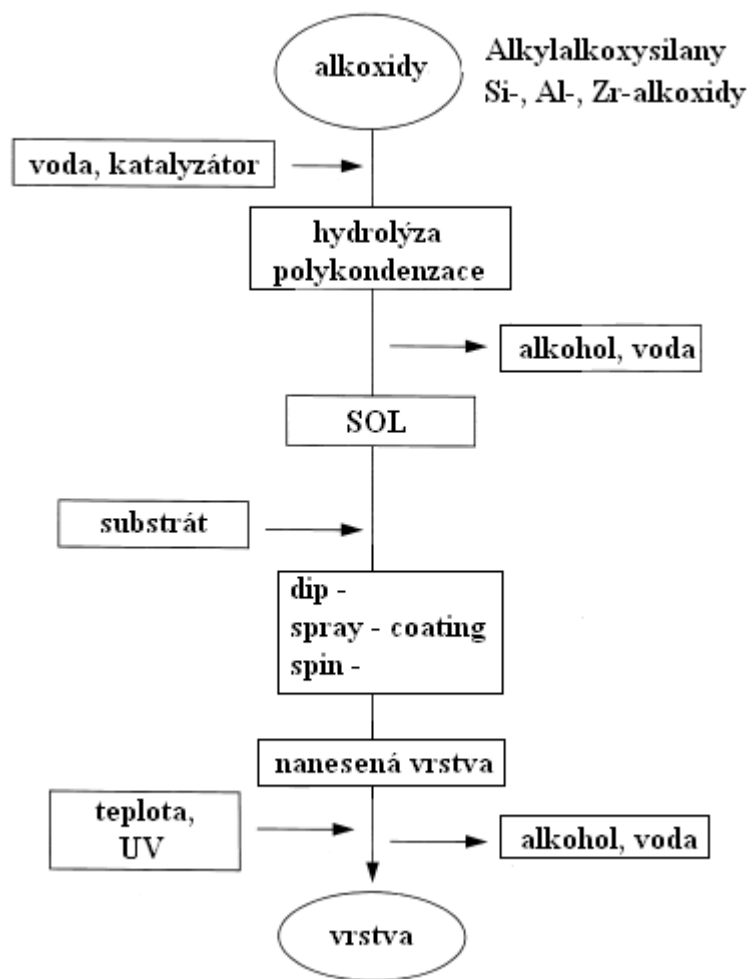 alkoxidy
Alkylalkoxysilany
Si-, Al-, Zr-alkoxidy
voda, katalyzátor
hydrolýza
polykondenzace
alkohol, voda
SOL
substrát
dip -
spray - coating
spin -
nanesená vrstva
teplota,
UV
alkohol, voda
vrstva